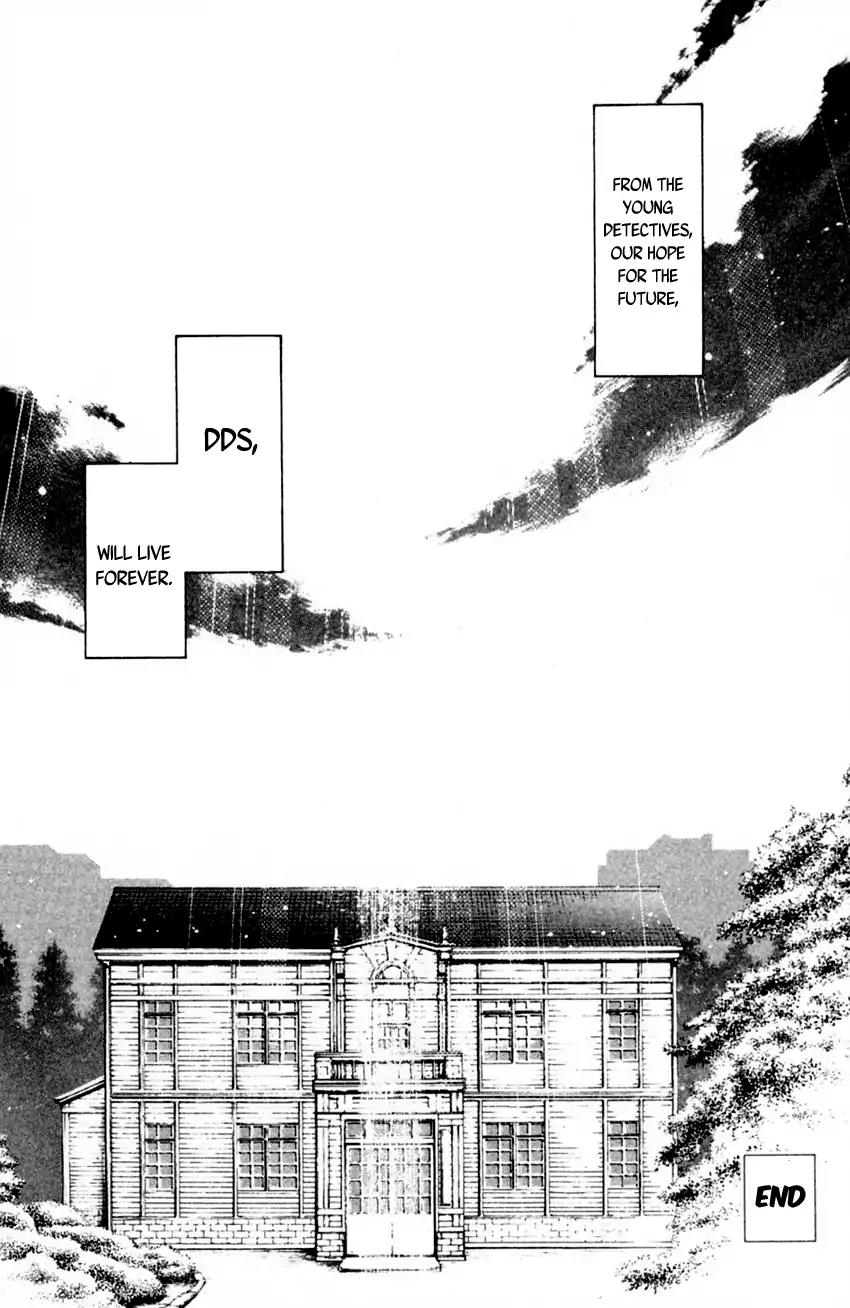 FROM THE
YOUNG
DETECTIVES,
OUR HOPE
FOR THE
FUTURE,
DDS,
WILL LIVE
FOREVER.
END